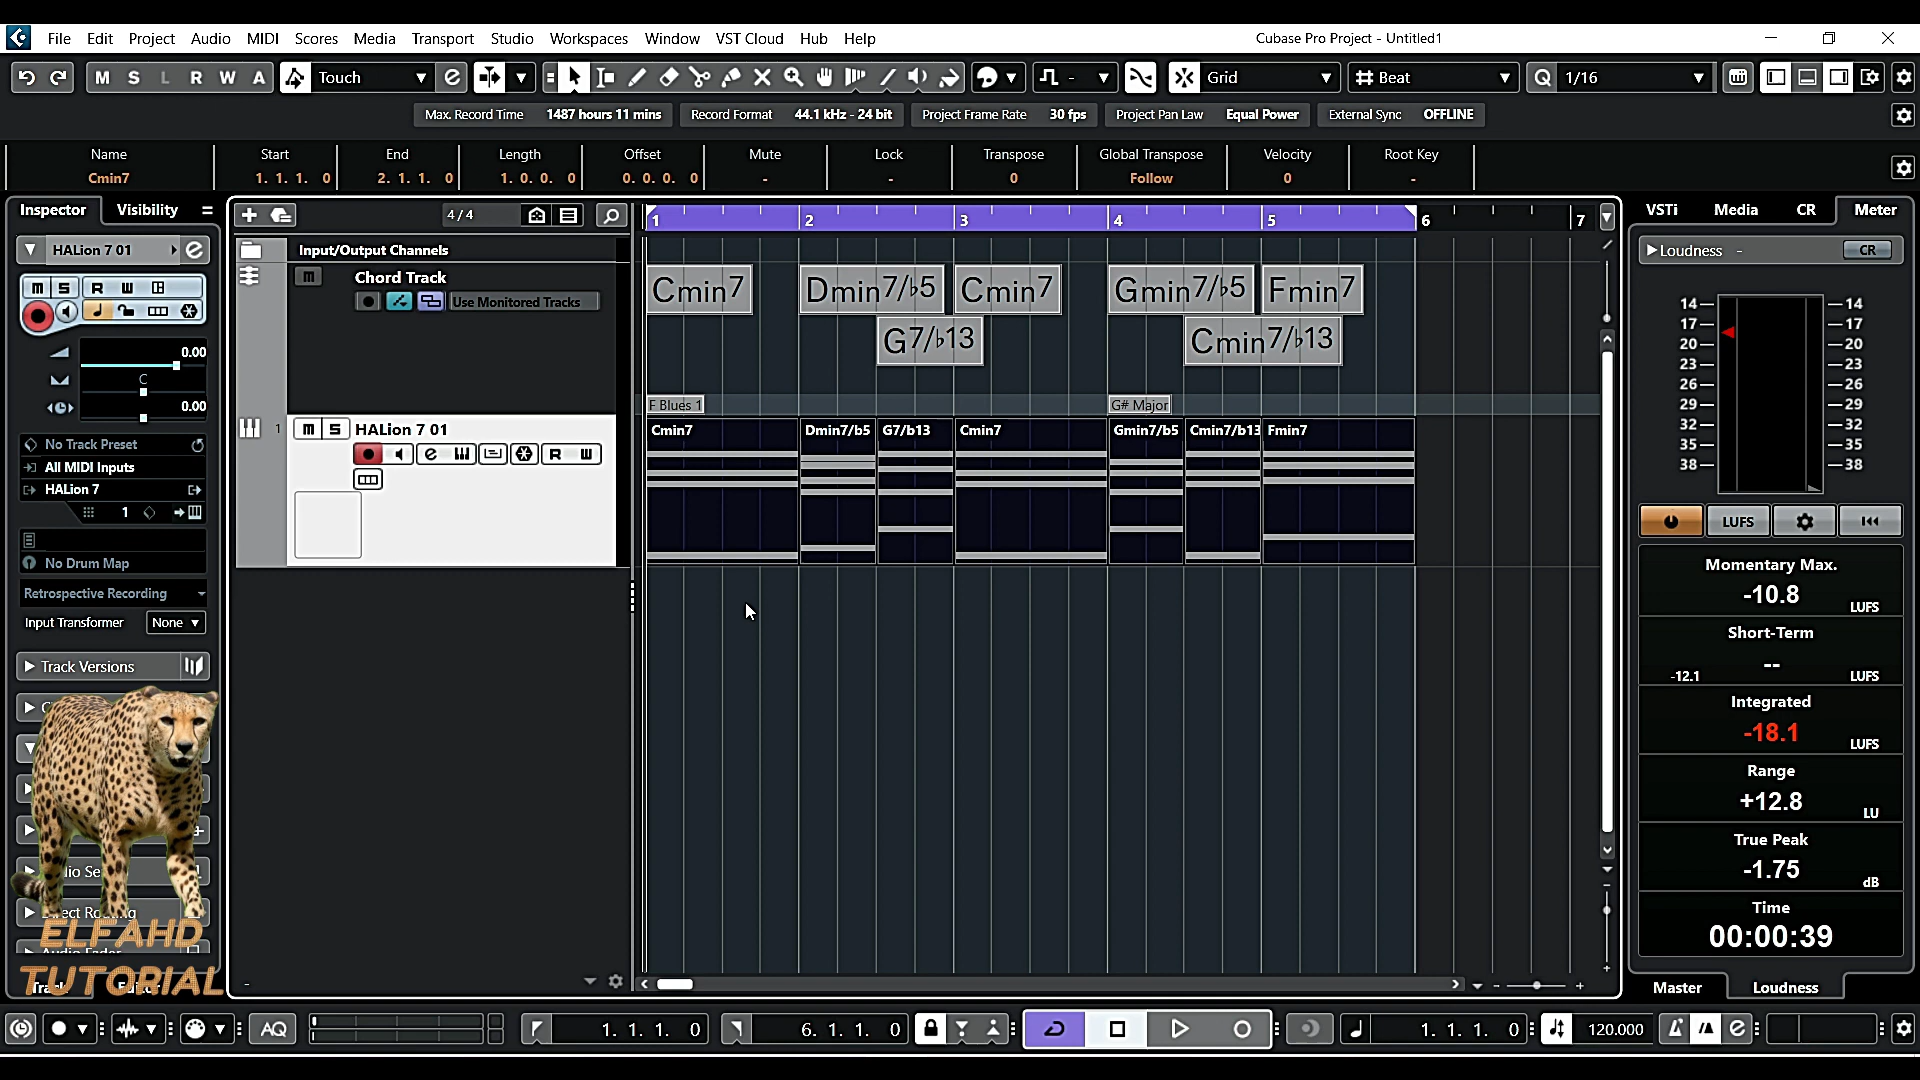 File Edit Project Audio MIDI Scores Media Transport Studio Workspaces Window VST Cloud Hub Help
Cubase Pro Project - Untitled1
M S L R W A Touch Grid Beat Q 1/16
Max. Record Time 1487 hours 11 mins Record Format 44.1 kHz - 24 bit Project Frame Rate 30 fps Project Pan Law Equal Power External Sync OFFLINE
Name Start End Length Offset Mute Lock Transpose Global Transpose Velocity Root Key
Cmin7 1. 1. 1. 0 2. 1. 1. 0 1. 0. 0. 0 0. 0. 0. 0 - - 0 Follow 0 -
Inspector Visibility
4/4
1 2 3 4 5 6 7
VSTi Media CR Meter
HALion 7 01
Input/Output Channels
Loudness - CR
M S R W
Chord Track
M
Use Monitored Tracks
Cmin7 Dmin7/♭5 Cmin7 Gmin7/♭5 Fmin7
G7/♭13 Cmin7/♭13
F Blues 1 G# Major
0.00
C
0.00
No Track Preset
All MIDI Inputs
HALion 7
1
No Drum Map
Retrospective Recording
Input Transformer None
Track Versions
1 M S HALion 7 01
R W
Cmin7 Dmin7/b5 G7/b13 Cmin7 Gmin7/b5 Cmin7/b13 Fmin7
14 14
17 17
20 20
23 23
26 26
29 29
32 32
35 35
38 38
LUFS
Momentary Max.
-10.8 LUFS
Short-Term
--
-12.1 LUFS
Integrated
-18.1 LUFS
Range
+12.8 LU
True Peak
-1.75 dB
Time
00:00:39
Master Loudness
ELFAHD
TUTORIAL
AQ 1. 1. 1. 0 6. 1. 1. 0 1. 1. 1. 0 120.000